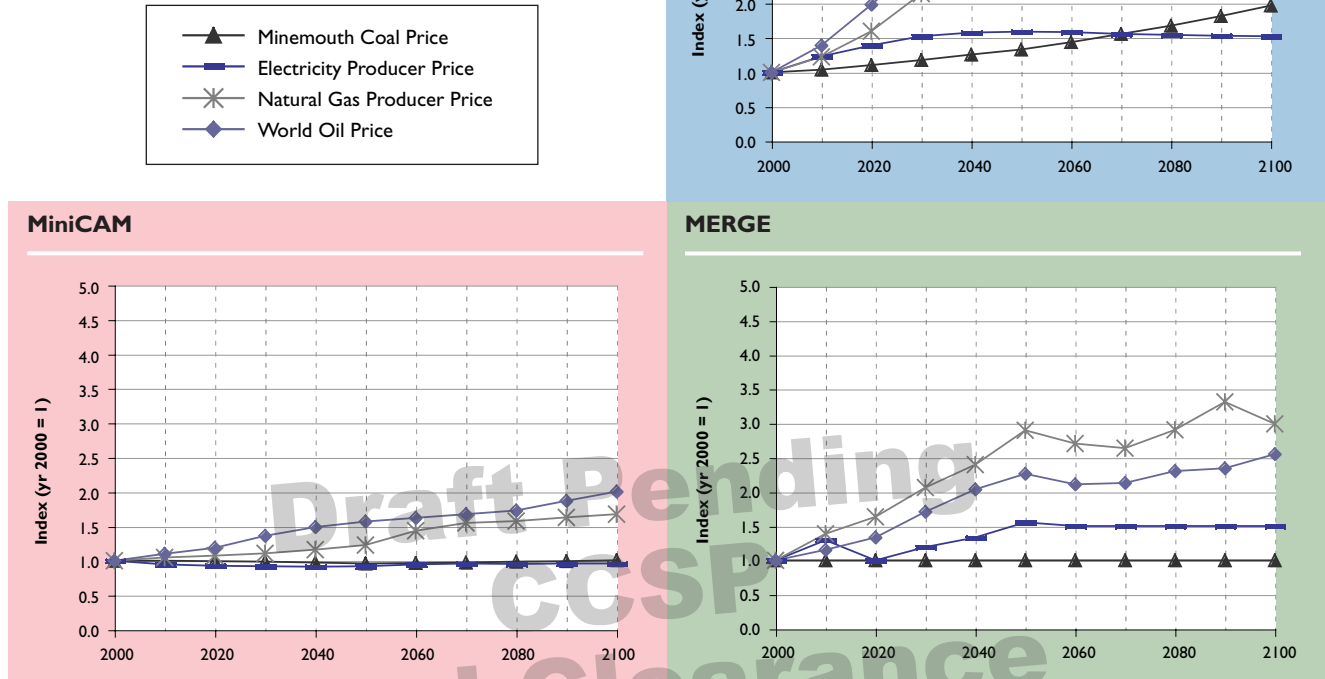 Minemouth Coal Price
Electricity Producer Price
Natural Gas Producer Price
World Oil Price
2.0
1.5
1.0
0.5
0.0
2000 2020 2040 2060 2080 2100
MiniCAM
Index (yr 2000 = 1)
5.0
4.5
4.0
3.5
3.0
2.5
2.0
1.5
1.0
0.5
0.0
2000 2020 2040 2060 2080 2100
MERGE
Index (yr 2000 = 1)
5.0
4.5
4.0
3.5
3.0
2.5
2.0
1.5
1.0
0.5
0.0
2000 2020 2040 2060 2080 2100
Draft Pending
CCSP
Clearance